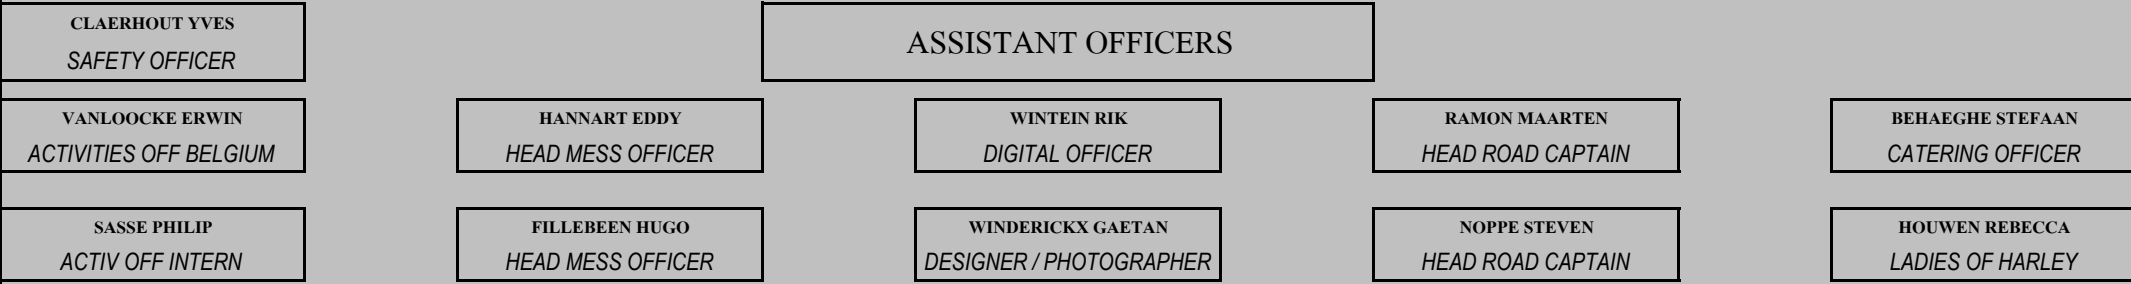 CLAERHOUT YVES
SAFETY OFFICER
ASSISTANT OFFICERS
VANLOOCKE ERWIN
ACTIVITIES OFF BELGIUM
HANNART EDDY
HEAD MESS OFFICER
WINTEIN RIK
DIGITAL OFFICER
RAMON MAARTEN
HEAD ROAD CAPTAIN
BEHAEGHE STEFAAN
CATERING OFFICER
SASSE PHILIP
ACTIV OFF INTERN
FILLEBEEN HUGO
HEAD MESS OFFICER
WINDERICKX GAETAN
DESIGNER / PHOTOGRAPHER
NOPPE STEVEN
HEAD ROAD CAPTAIN
HOUWEN REBECCA
LADIES OF HARLEY